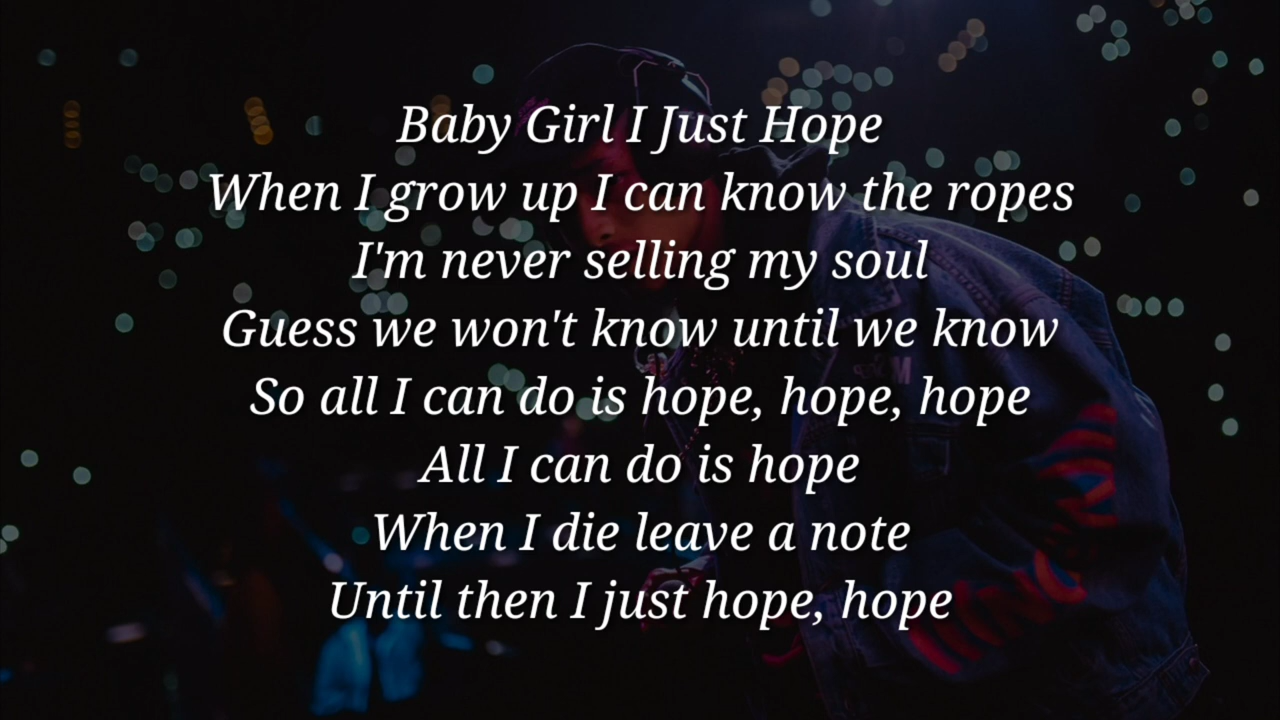 Baby Girl I Just Hope
When I grow up I can know the ropes
I'm never selling my soul
Guess we won't know until we know
So all I can do is hope, hope, hope
All I can do is hope
When I die leave a note
Until then I just hope, hope